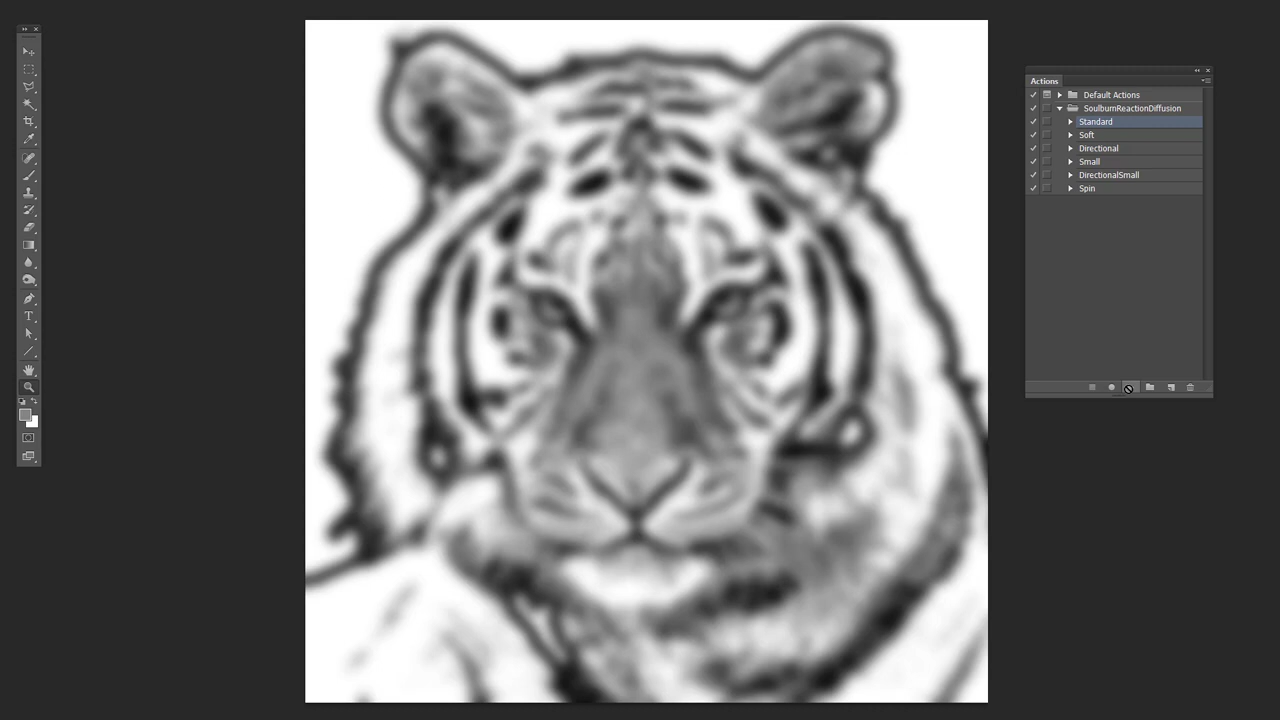 Actions
Default Actions
SoulburnReactionDiffusion
Standard
Soft
Directional
Small
DirectionalSmall
Spin